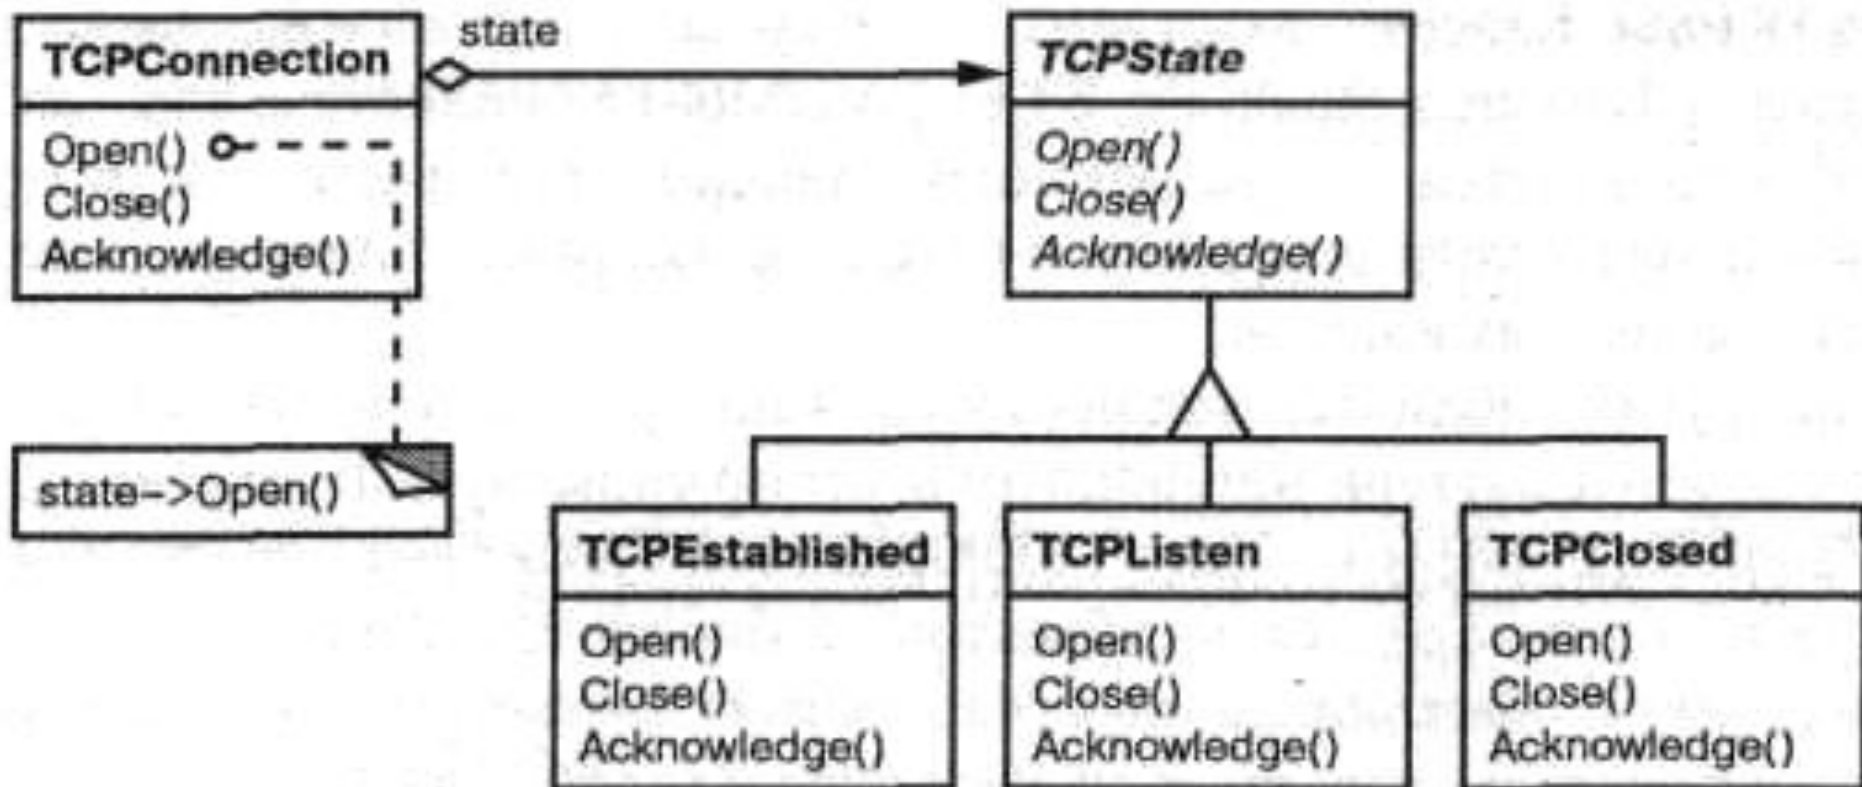 TCPConnection
Open()
Close()
Acknowledge()
state
TCPState
Open()
Close()
Acknowledge()
state->Open()
TCPEstablished
Open()
Close()
Acknowledge()
TCPListen
Open()
Close()
Acknowledge()
TCPClosed
Open()
Close()
Acknowledge()